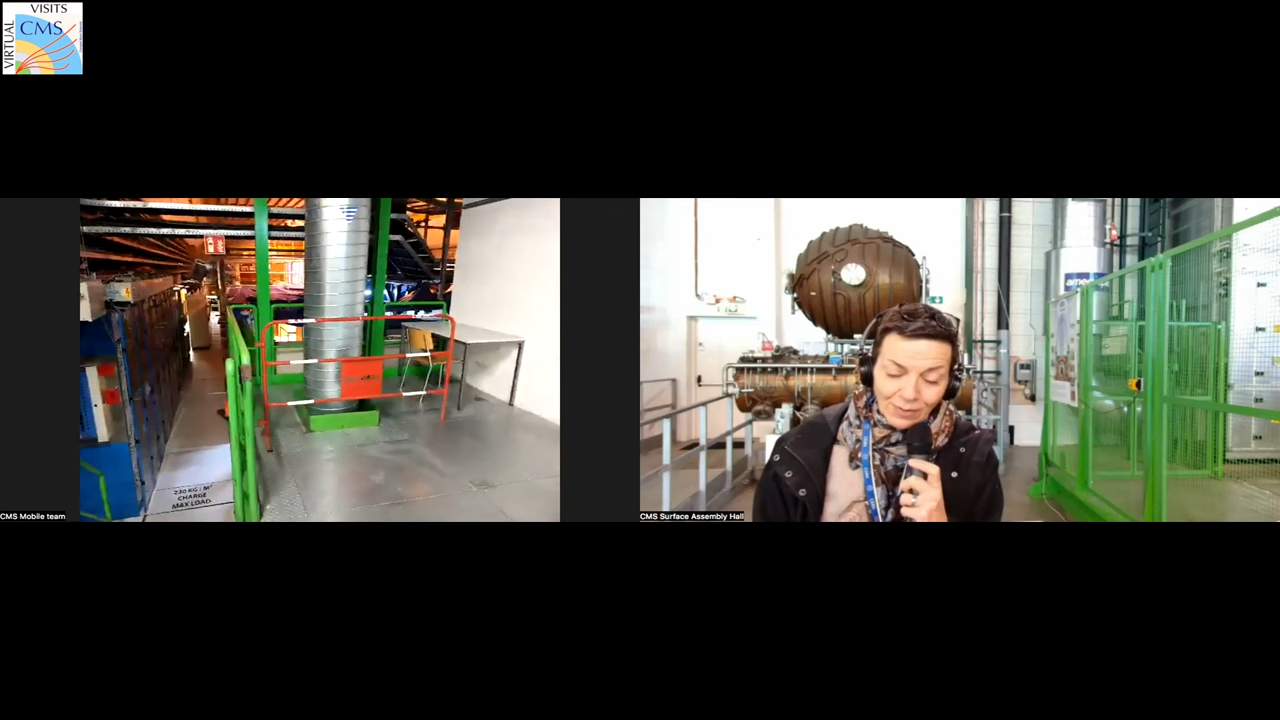 VISITS
CMS
VIRTUAL
230 KG / M²
CHARGE
MAX LOAD
CMS Mobile team
CMS Surface Assembly Hall